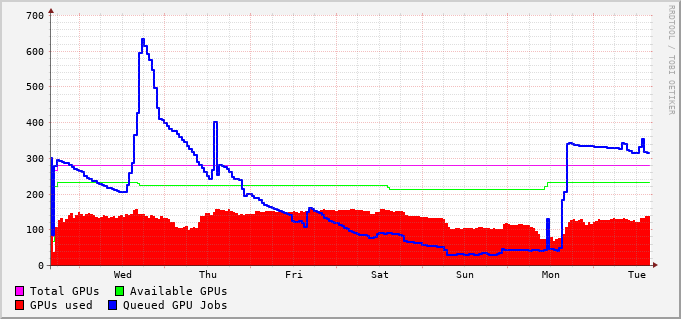 RRDTOOL / TOBI OETIKER
700
600
500
400
300
200
100
0
Wed Thu Fri Sat Sun Mon Tue
Total GPUs Available GPUs
GPUs used Queued GPU Jobs